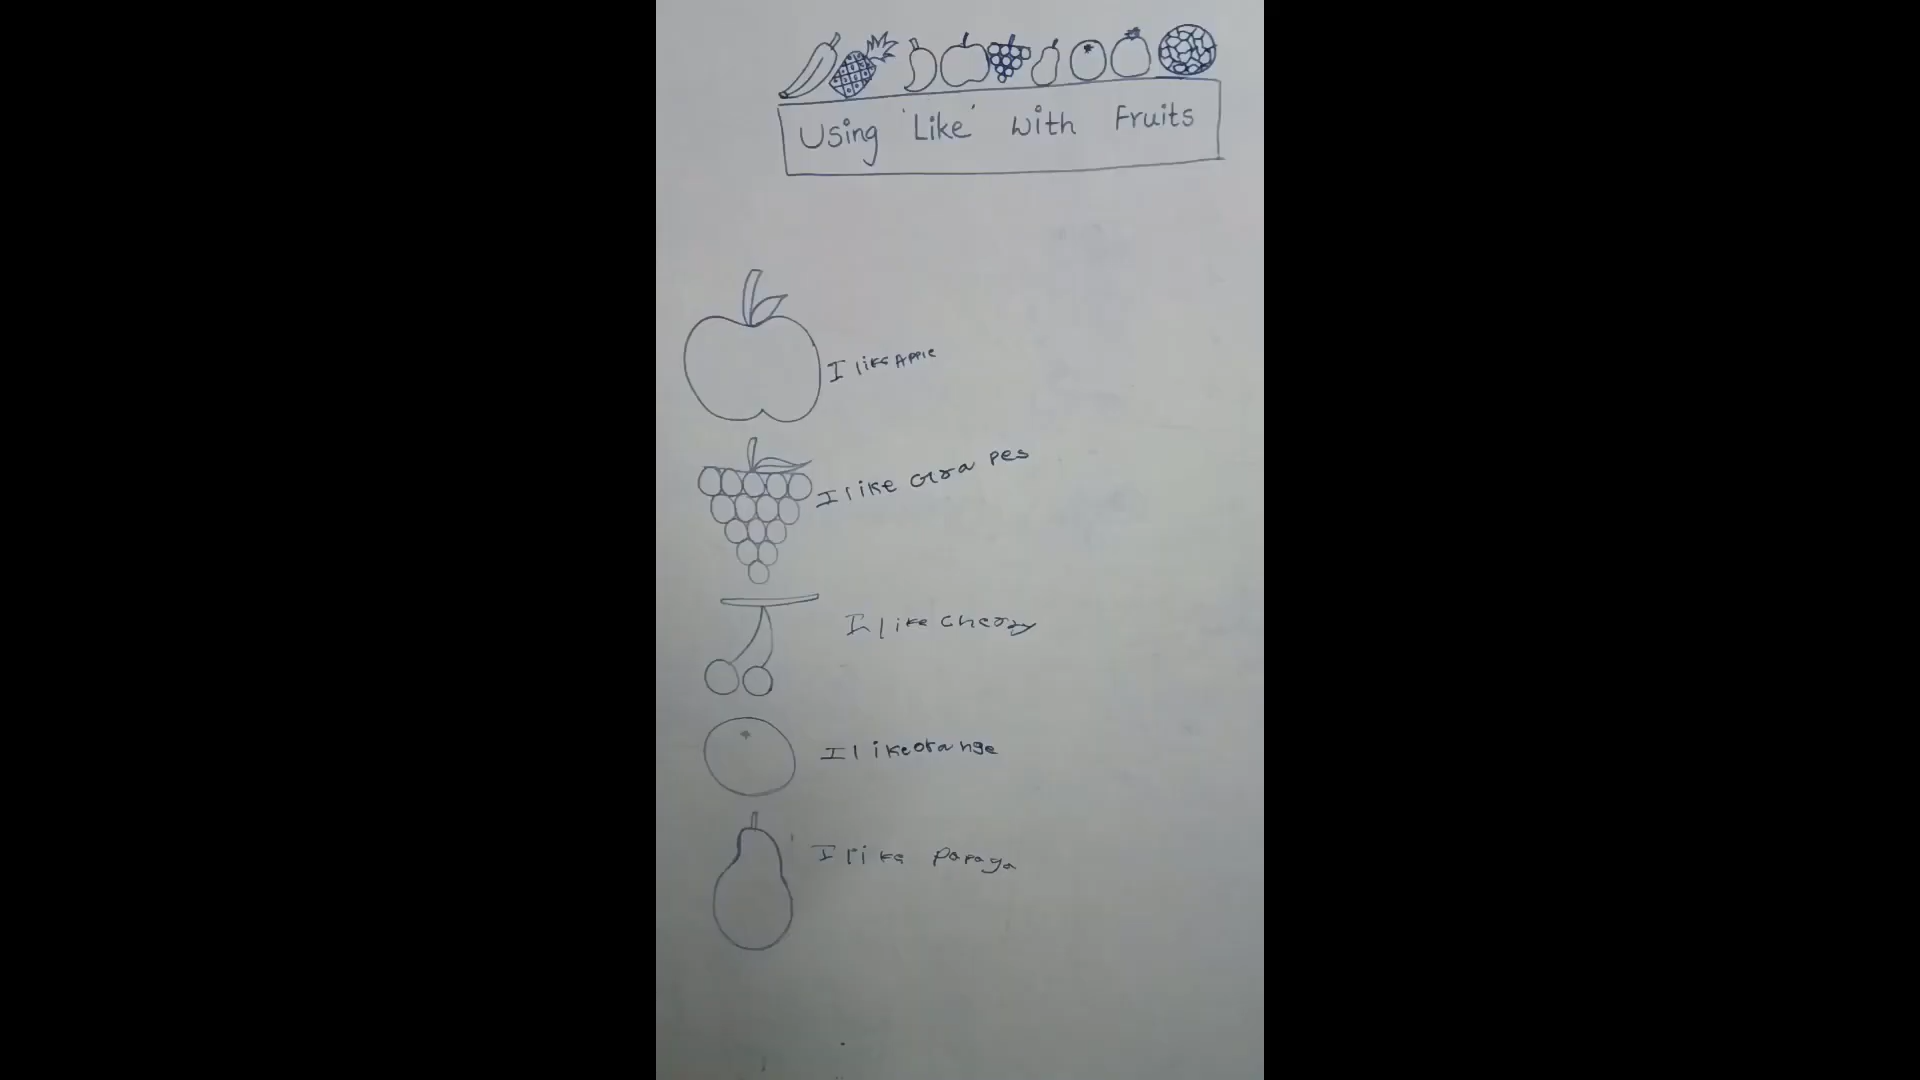 Using 'Like' with Fruits
I like Apple
I like Grapes
I like cherry
I like orange
I like Papaya